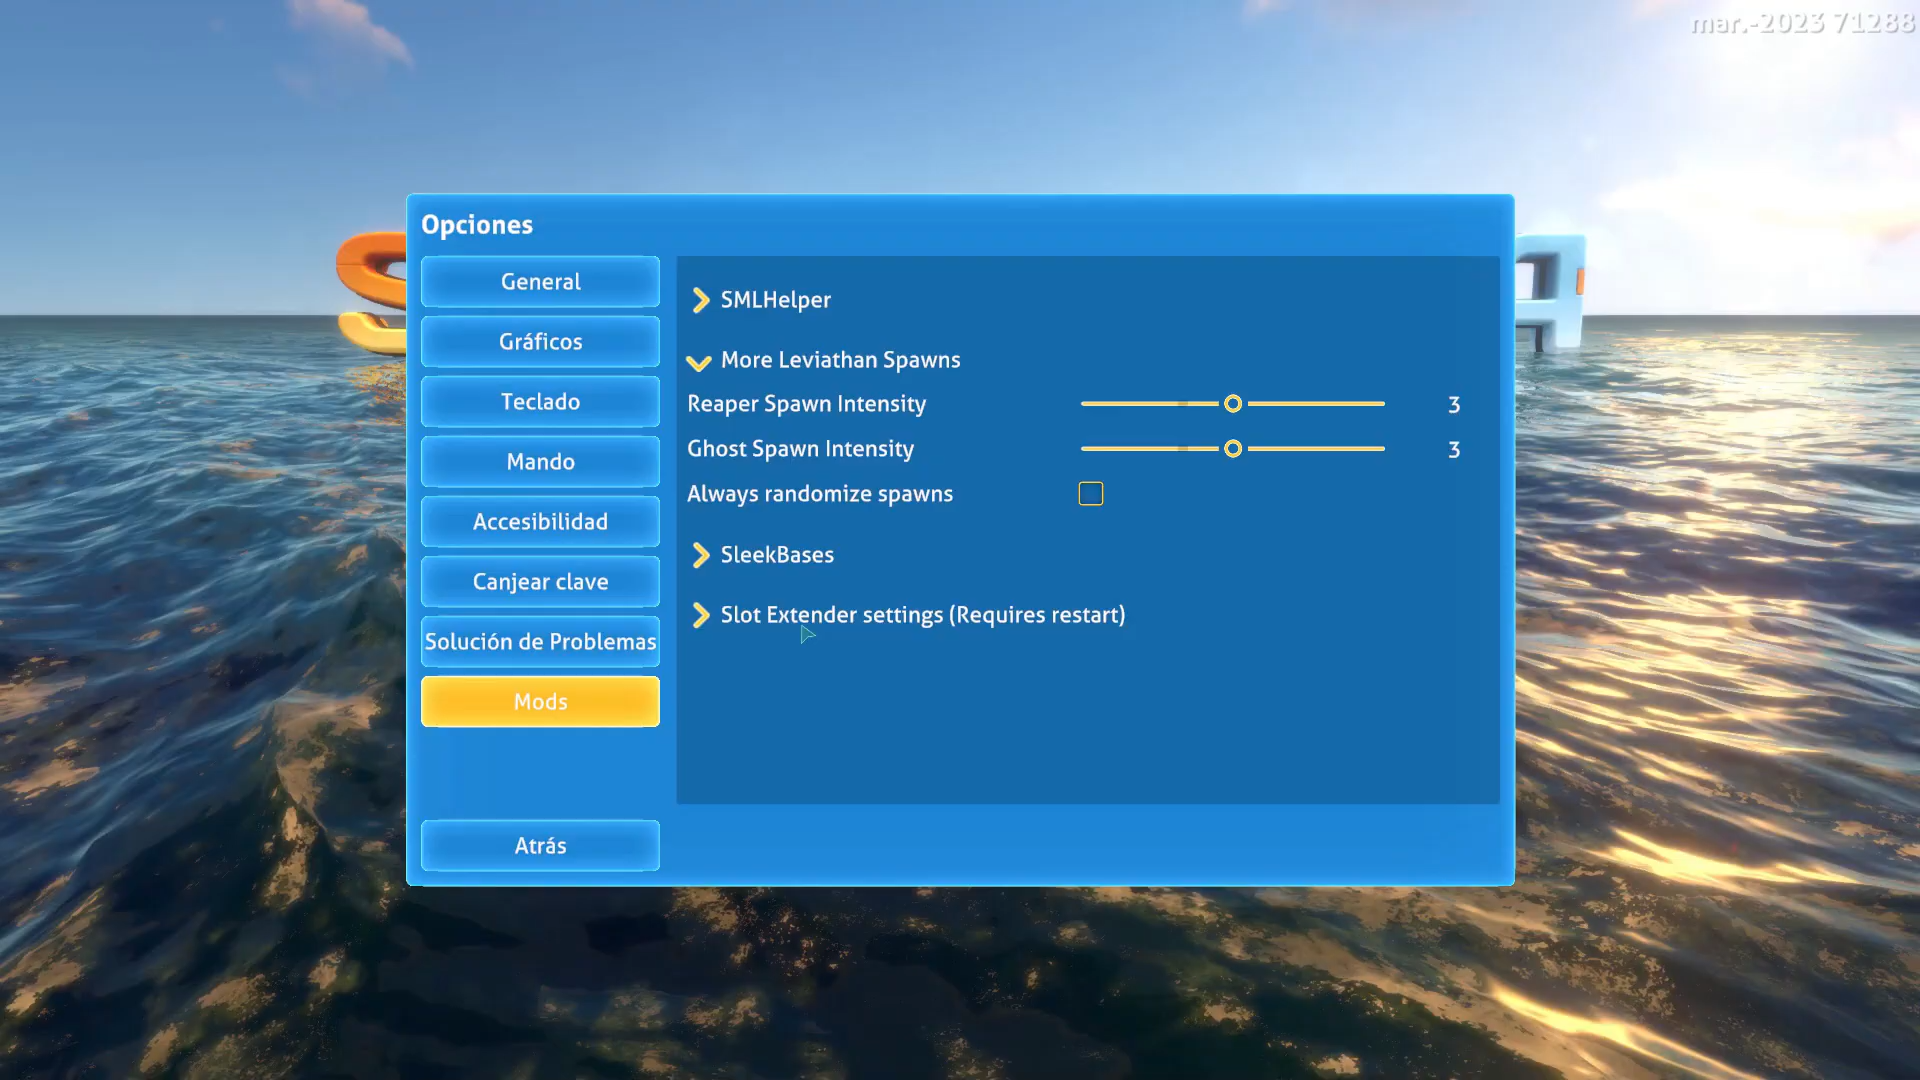 mar.-2023 71288
Opciones
General
Gráficos
Teclado
Mando
Accesibilidad
Canjear clave
Solución de Problemas
Mods
Atrás
SMLHelper
More Leviathan Spawns
Reaper Spawn Intensity 3
Ghost Spawn Intensity 3
Always randomize spawns
SleekBases
Slot Extender settings (Requires restart)